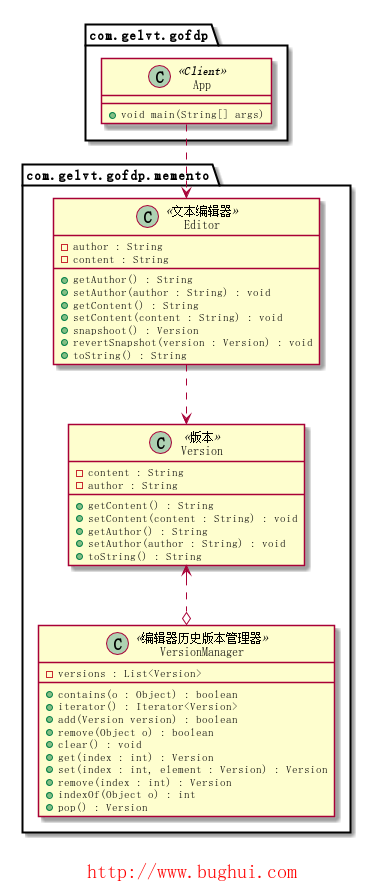 com.gelvt.gofdp
«Client»
C App
void main(String[] args)
com.gelvt.gofdp.memento
«文本编辑器»
C Editor
author : String
content : String
getAuthor() : String
setAuthor(author : String) : void
getContent() : String
setContent(content : String) : void
snapshoot() : Version
revertSnapshot(version : Version) : void
toString() : String
«版本»
C Version
content : String
author : String
getContent() : String
setContent(content : String) : void
getAuthor() : String
setAuthor(author : String) : void
toString() : String
«编辑器历史版本管理器»
C VersionManager
versions : List<Version>
contains(o : Object) : boolean
iterator() : Iterator<Version>
add(Version version) : boolean
remove(Object o) : boolean
clear() : void
get(index : int) : Version
set(index : int, element : Version) : Version
remove(index : int) : Version
indexOf(Object o) : int
pop() : Version
http://www.bughui.com